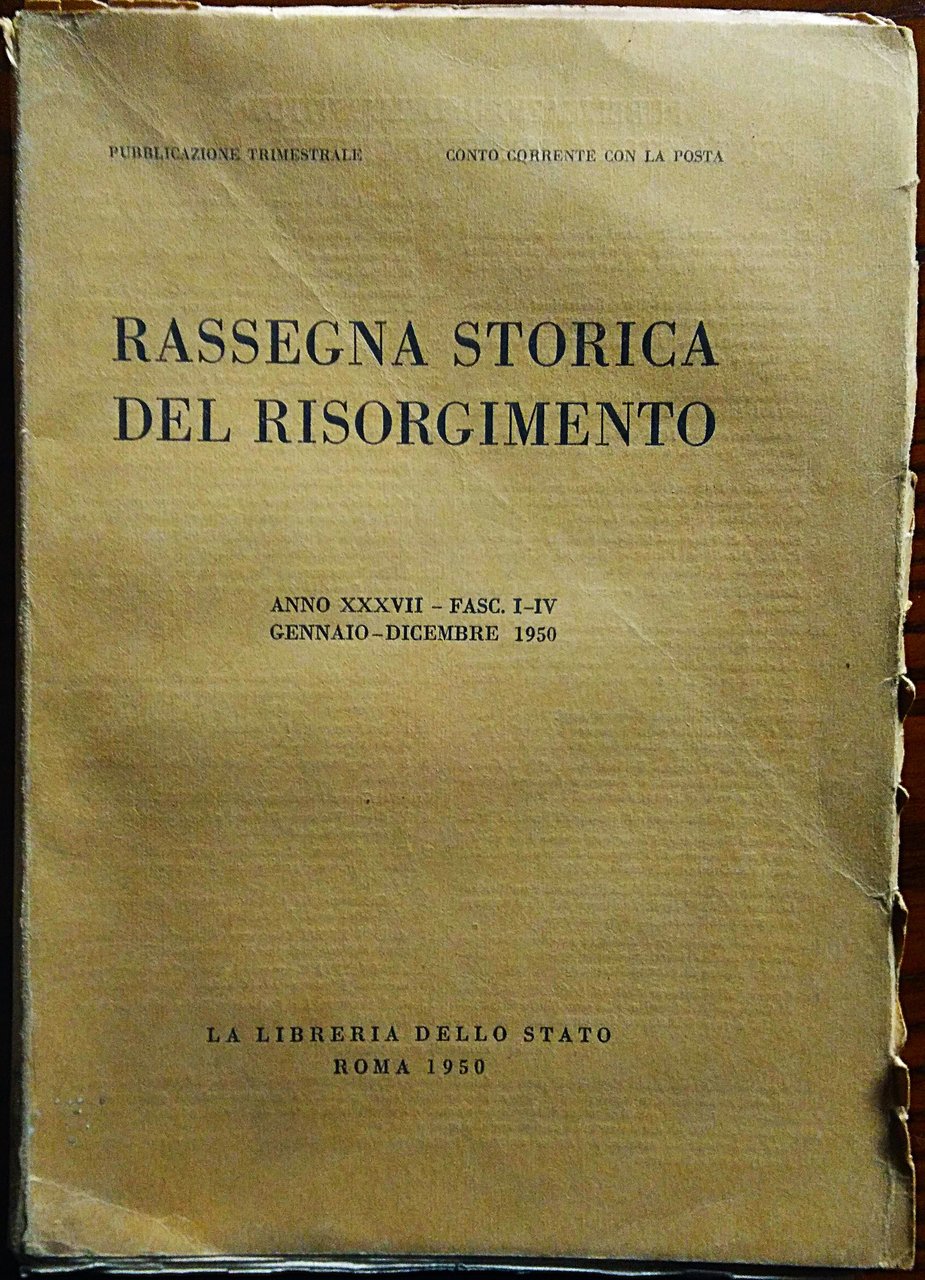 PUBBLICAZIONE TRIMESTRALE CONTO CORRENTE CON LA POSTA
RASSEGNA STORICA
DEL RISORGIMENTO
ANNO XXXVII – FASC. I–IV
GENNAIO–DICEMBRE 1950
LA LIBRERIA DELLO STATO
ROMA 1950